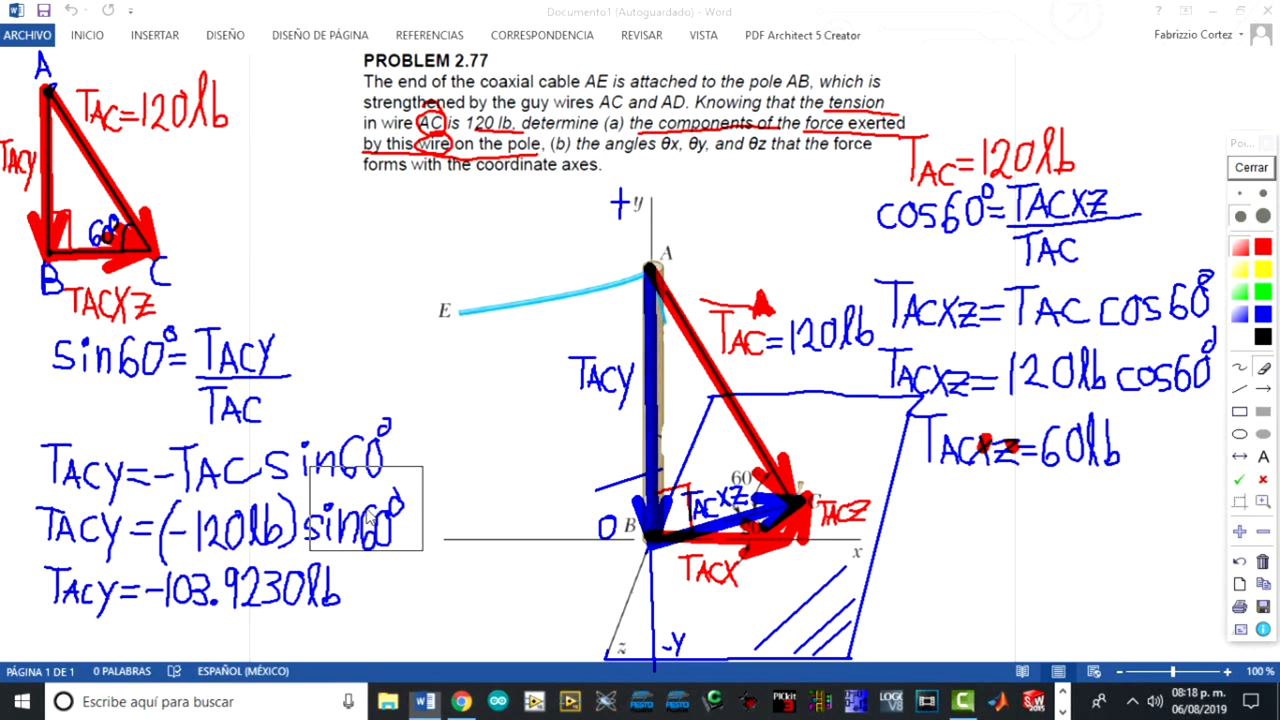 Documento1 (Autoguardado) - Word
ARCHIVO INICIO INSERTAR DISEÑO DISEÑO DE PÁGINA REFERENCIAS CORRESPONDENCIA REVISAR VISTA PDF Architect 5 Creator
Fabrizzio Cortez
PROBLEM 2.77
The end of the coaxial cable AE is attached to the pole AB, which is
strengthened by the guy wires AC and AD. Knowing that the tension
in wire AC is 120 lb, determine (a) the components of the force exerted
by this wire on the pole, (b) the angles θx, θy, and θz that the force
forms with the coordinate axes.
A
TAC=120lb
TACY
60°
B
C
TACXZ
sin60°=TACY
TAC
TACY=-TAC sin60°
TACY=(-120lb)sin60°
TACY=-103.9230lb
+y
A
E
TAC=120lb
TACY
60
TACXZ
C
TACZ
O
B
x
TACX
z
-Y
TAC=120lb
cos60°=TACXZ
TAC
TACXZ=TAC cos60°
TACXZ=120lb cos60°
TACXZ=60lb
Cerrar
PÁGINA 1 DE 1 0 PALABRAS ESPAÑOL (MÉXICO)
100 %
Escribe aquí para buscar
08:18 p. m.
06/08/2019